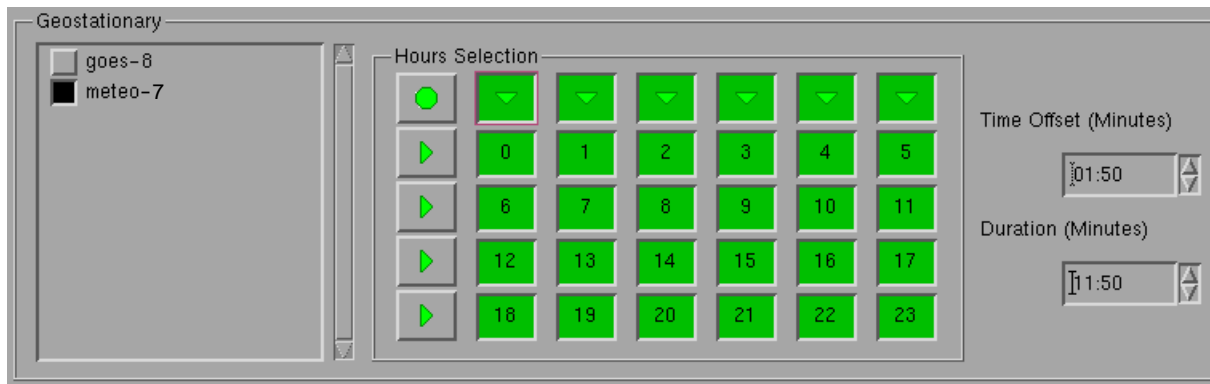 Geostationary
goes-8
meteo-7
Hours Selection
0 1 2 3 4 5
6 7 8 9 10 11
12 13 14 15 16 17
18 19 20 21 22 23
Time Offset (Minutes)
01:50
Duration (Minutes)
11:50